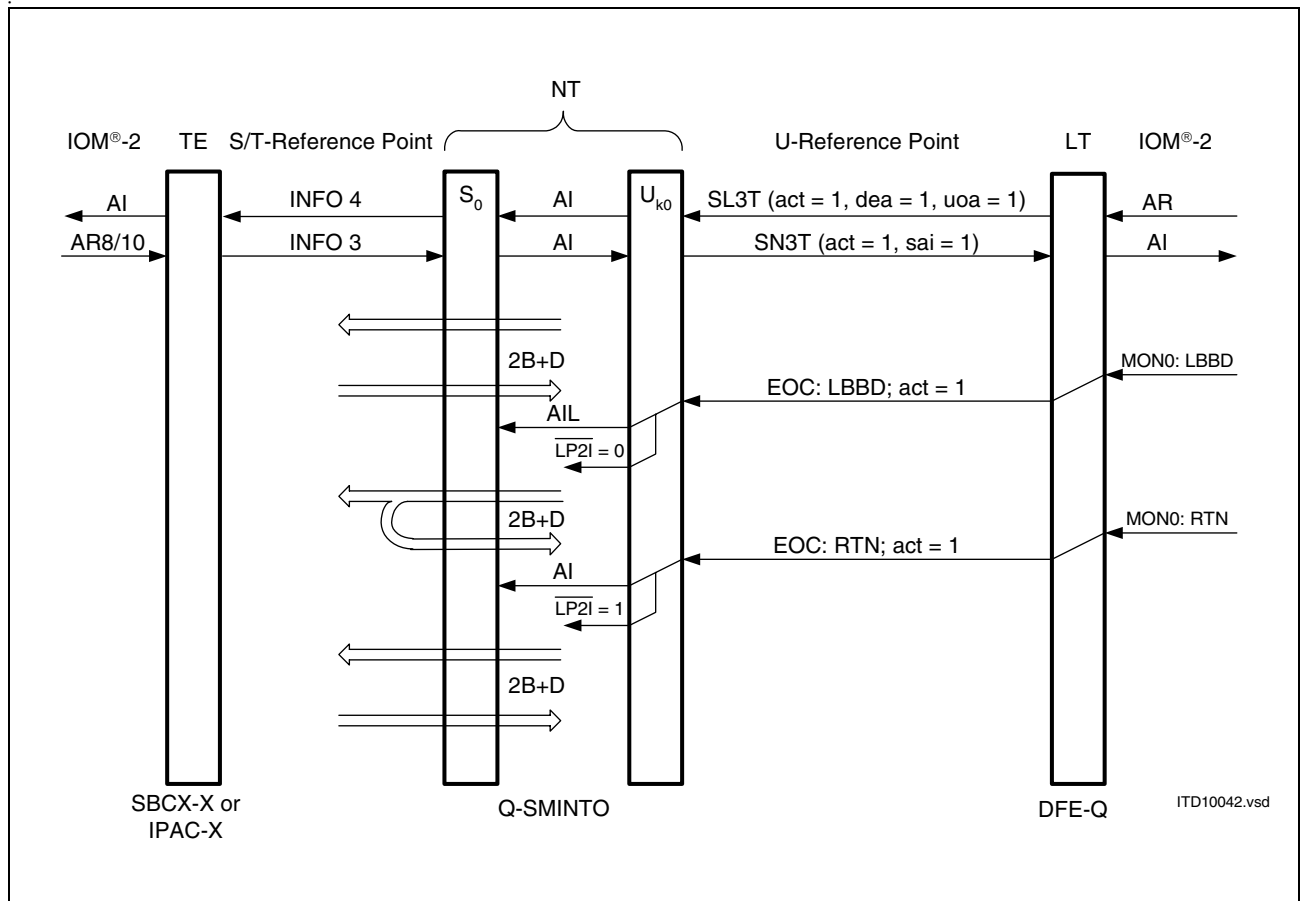 .
NT
IOM®-2 TE S/T-Reference Point U-Reference Point LT IOM®-2
S0 Uk0
AI INFO 4 AI SL3T (act = 1, dea = 1, uoa = 1) AR
AR8/10 INFO 3 AI SN3T (act = 1, sai = 1) AI
2B+D
MON0: LBBD
EOC: LBBD; act = 1
AIL
LP2I = 0
2B+D
MON0: RTN
EOC: RTN; act = 1
AI
LP2I = 1
2B+D
SBCX-X or
IPAC-X
Q-SMINTO
DFE-Q
ITD10042.vsd